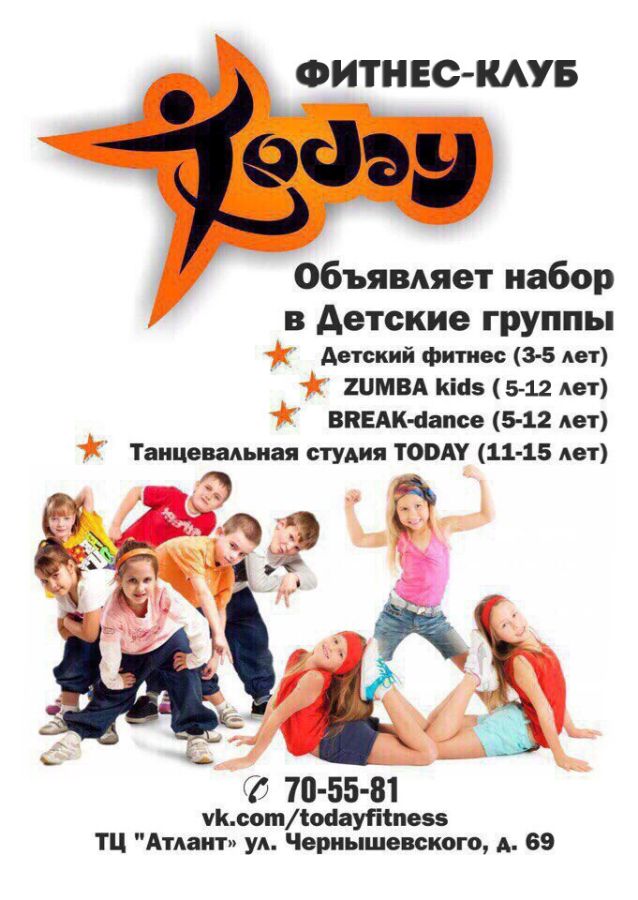 ФИТНЕС-КЛУБ
Today
Объявляет набор
в Детские группы
Детский фитнес (3-5 лет)
ZUMBA kids ( 5-12 лет)
BREAK-dance (5-12 лет)
Танцевальная студия TODAY (11-15 лет)
✆ 70-55-81
vk.com/todayfitness
ТЦ "Атлант» ул. Чернышевского, д. 69